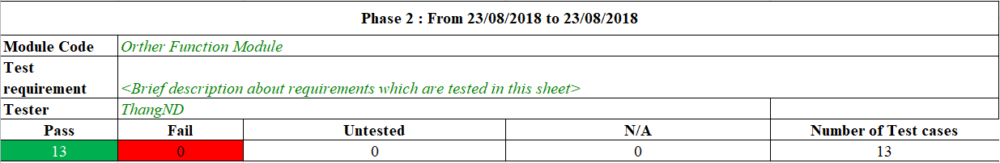 Phase 2 : From 23/08/2018 to 23/08/2018
Module Code Orther Function Module
Test
requirement <Brief description about requirements which are tested in this sheet>
Tester ThangND
Pass Fail Untested N/A Number of Test cases
13 0 0 0 13